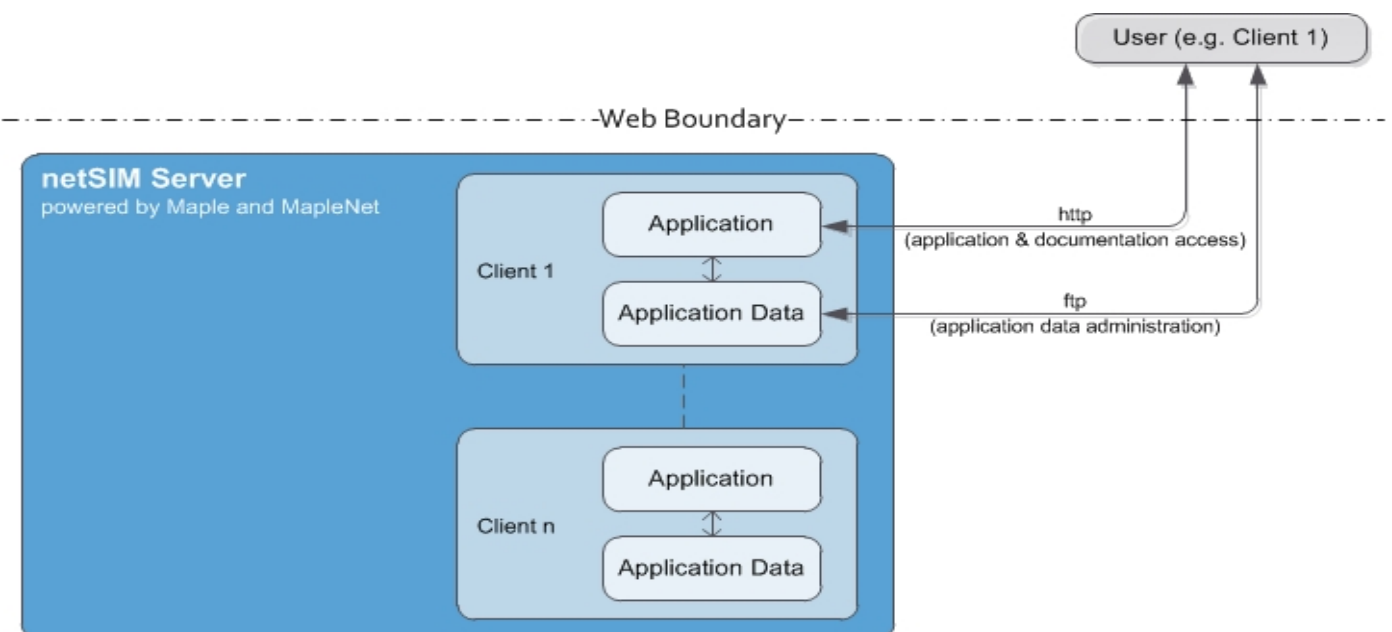 User (e.g. Client 1)
Web Boundary
netSIM Server
powered by Maple and MapleNet
Application
http
(application & documentation access)
Client 1
Application Data
ftp
(application data administration)
Application
Client n
Application Data